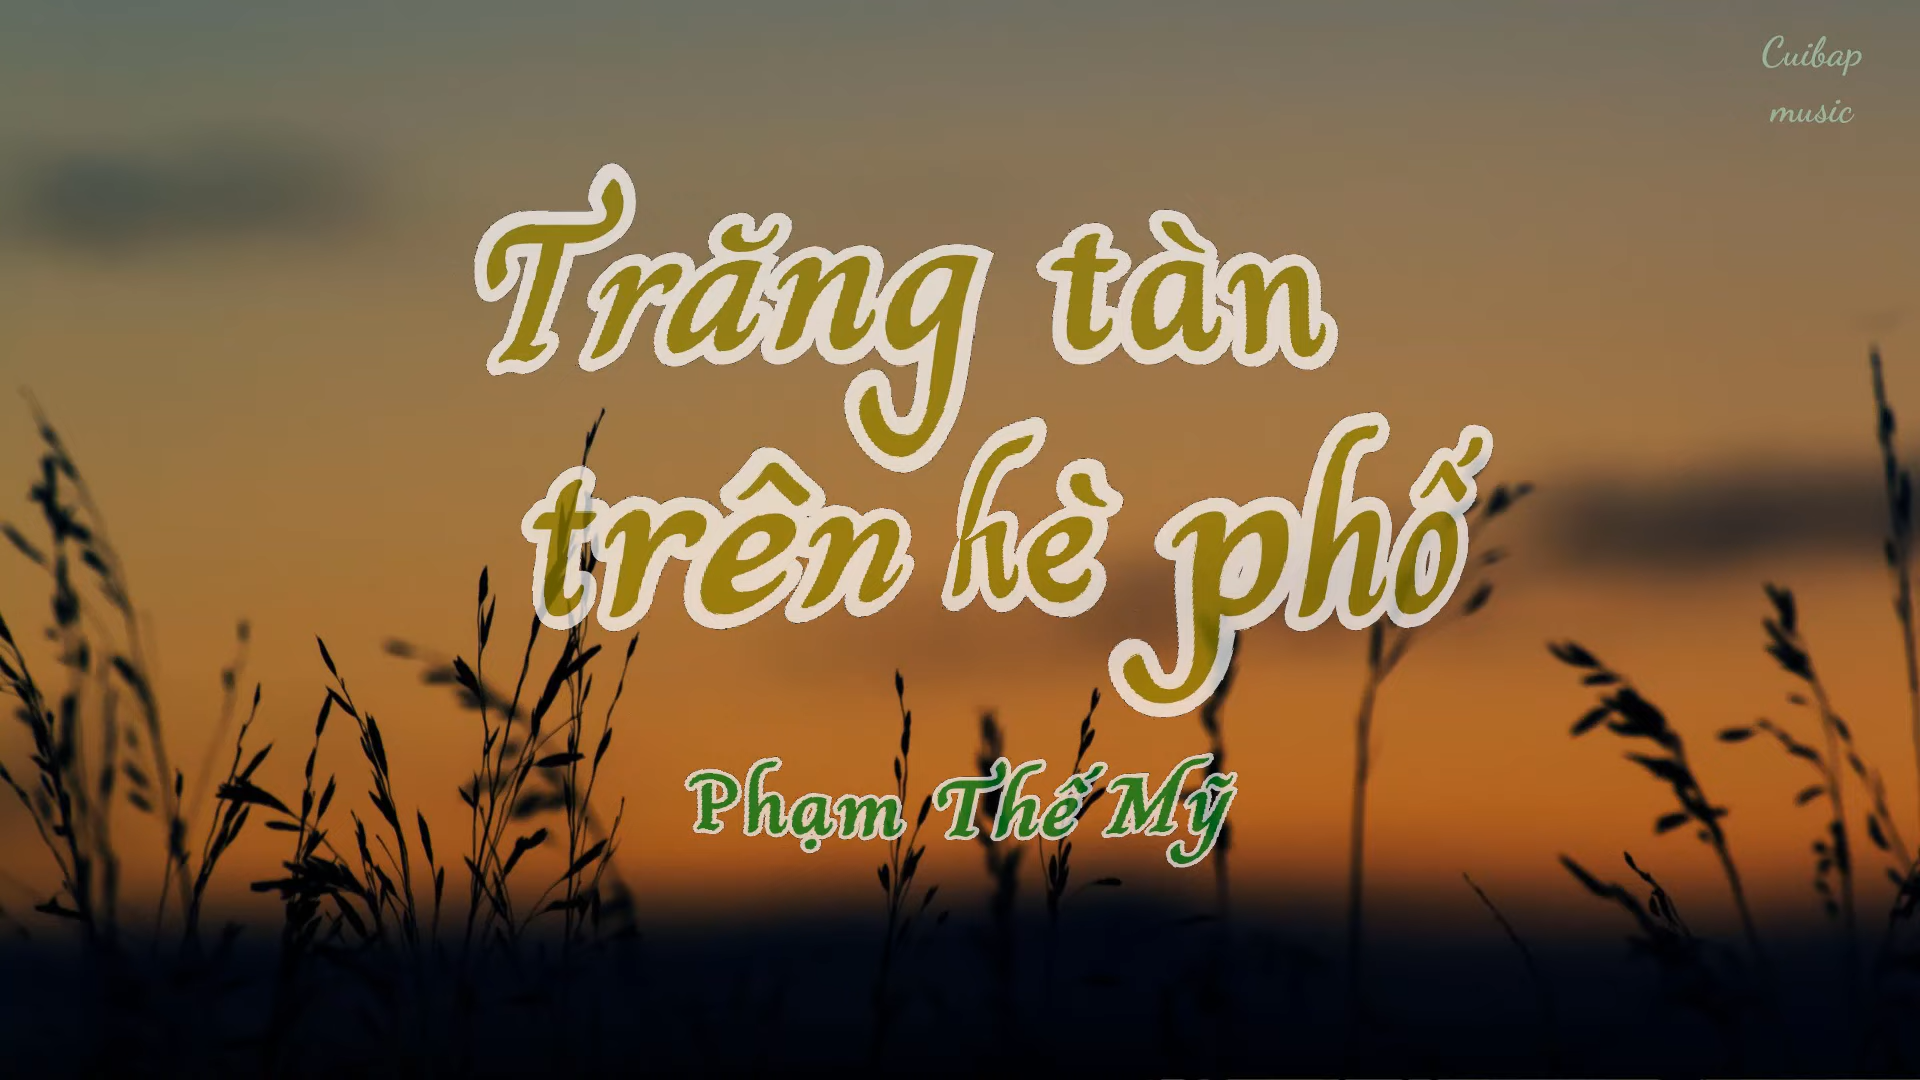 Cuibap
music
Trăng tàn
trên hè phố
Phạm Thế Mỹ